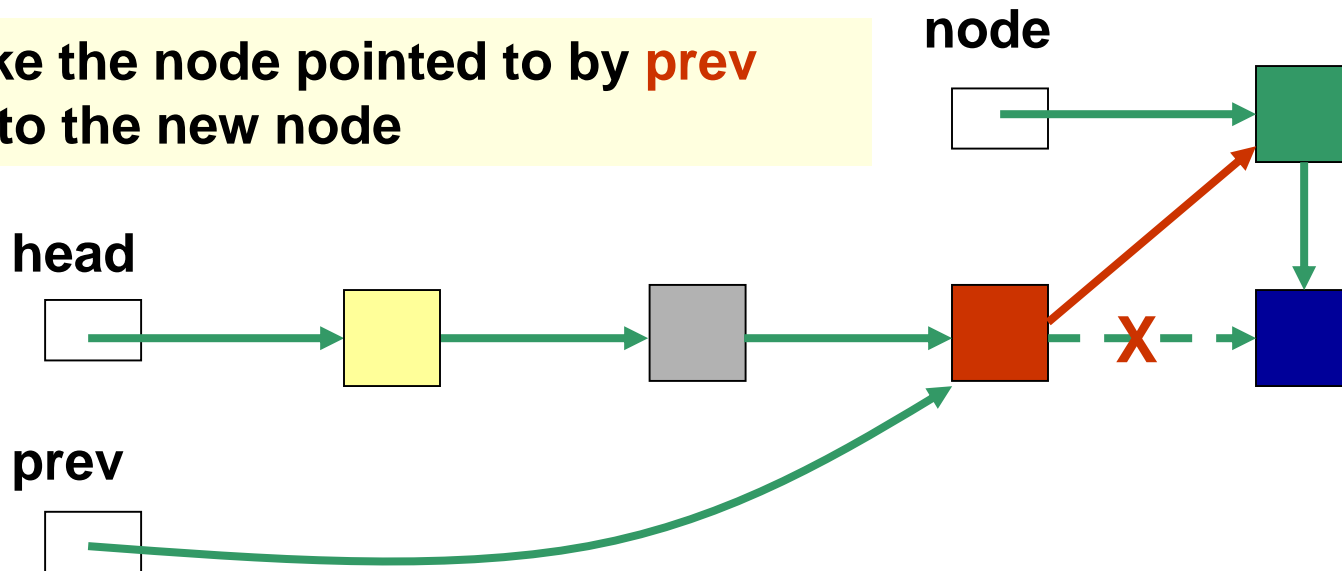 ke the node pointed to by prev
to the new node
node
head
X
prev